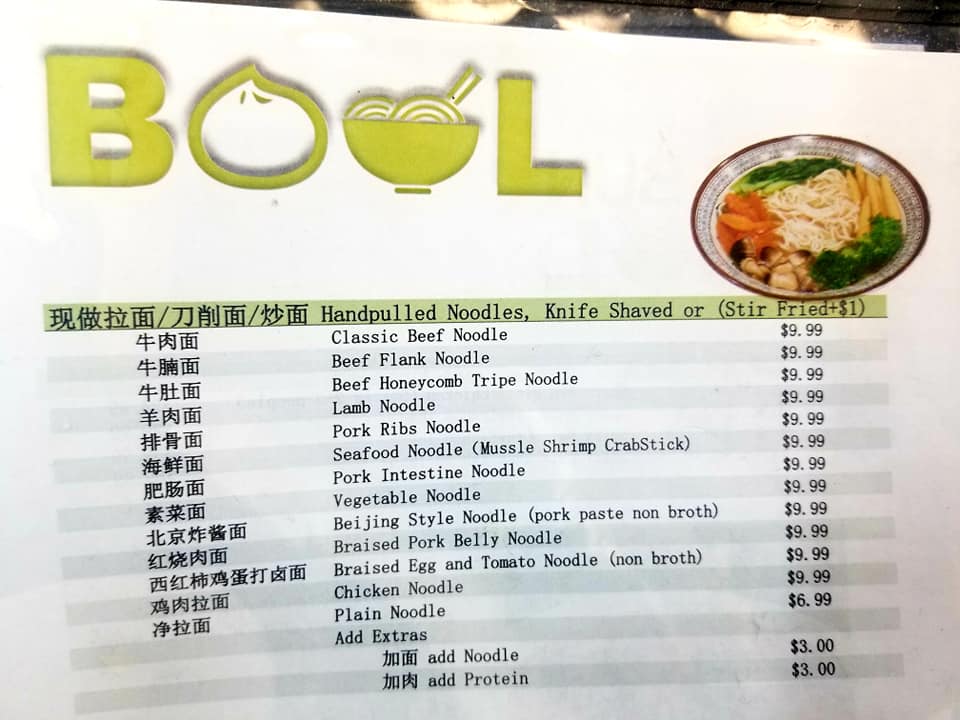 BOOL
现做拉面/刀削面/炒面 Handpulled Noodles, Knife Shaved or (Stir Fried+$1)
牛肉面 Classic Beef Noodle $9.99
牛腩面 Beef Flank Noodle $9.99
牛肚面 Beef Honeycomb Tripe Noodle $9.99
羊肉面 Lamb Noodle $9.99
排骨面 Pork Ribs Noodle $9.99
海鲜面 Seafood Noodle (Mussle Shrimp CrabStick) $9.99
肥肠面 Pork Intestine Noodle $9.99
素菜面 Vegetable Noodle $9.99
北京炸酱面 Beijing Style Noodle (pork paste non broth) $9.99
红烧肉面 Braised Pork Belly Noodle $9.99
西红柿鸡蛋打卤面 Braised Egg and Tomato Noodle (non broth) $9.99
鸡肉拉面 Chicken Noodle $9.99
净拉面 Plain Noodle $6.99
Add Extras
加面 add Noodle $3.00
加肉 add Protein $3.00